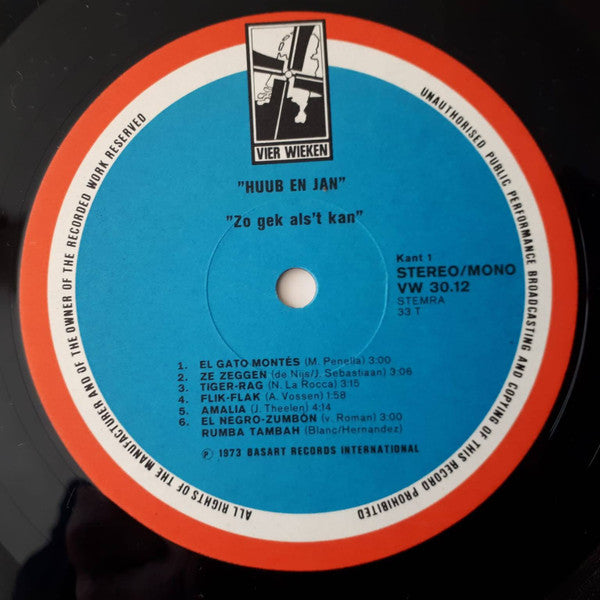 VIER WIEKEN
"HUUB EN JAN"
"Zo gek als't kan"
Kant 1
STEREO/MONO
VW 30.12
STEMRA
33 T
1. EL GATO MONTÈS (M. Penella) 3:00
2. ZE ZEGGEN (de Nijs/J. Sebastiaan) 3:06
3. TIGER-RAG (N. La Rocca) 3:15
4. FLIK-FLAK (A. Vossen) 1:58
5. AMALIA (J. Theelen) 4:14
6. EL NEGRO-ZUMBÒN (v. Roman) 3:00
RUMBA TAMBAH (Blanc/Hernandez)
℗ 1973 BASART RECORDS INTERNATIONAL
ALL RIGHTS OF THE MANUFACTURER AND OF THE OWNER OF THE RECORDED WORK RESERVED
UNAUTHORISED PUBLIC PERFORMANCE BROADCASTING AND COPYING OF THIS RECORD PROHIBITED